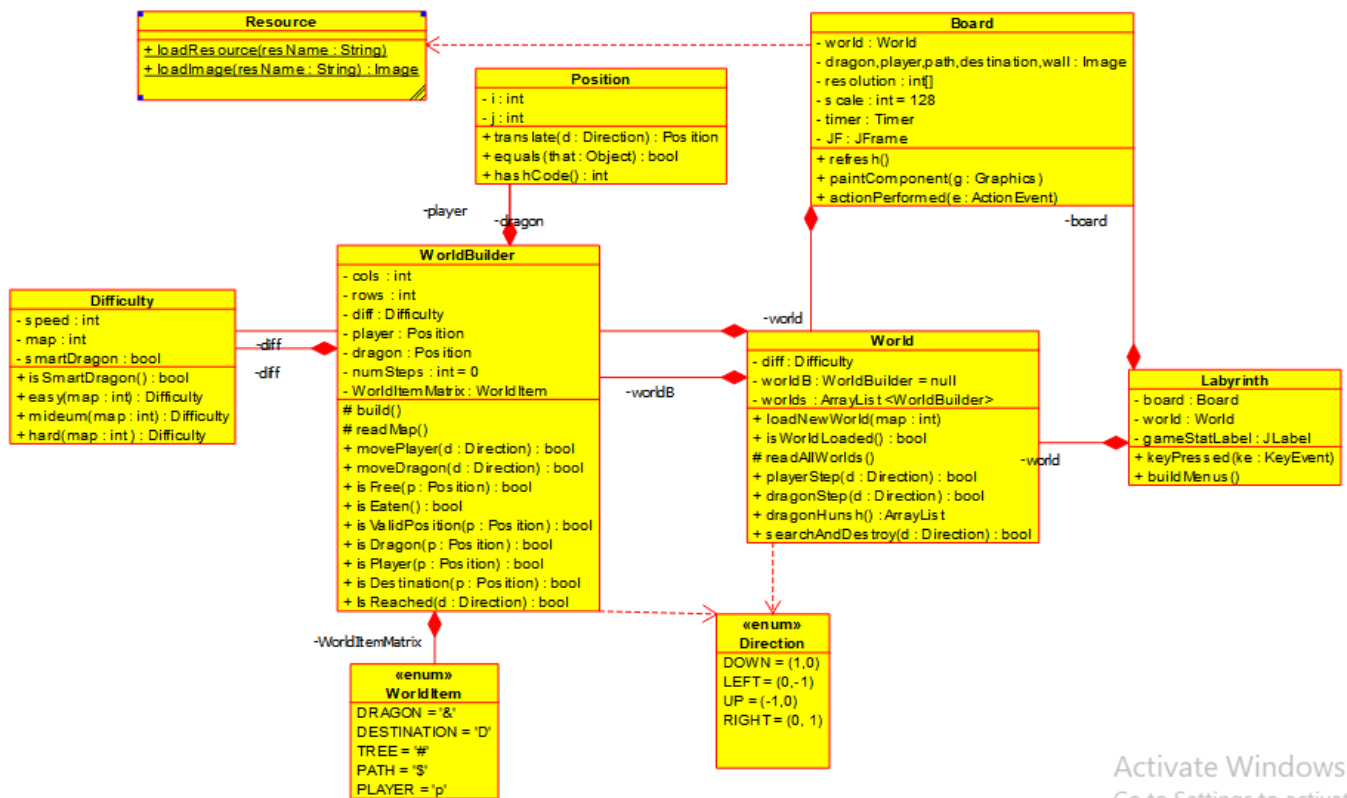 Resource
+ loadResource(resName : String)
+ loadImage(resName : String) : Image
Board
- world : World
- dragon,player,path,destination,wall : Image
- resolution : int[]
- scale : int = 128
- timer : Timer
- JF : JFrame
+ refresh()
+ paintComponent(g : Graphics)
+ actionPerformed(e : ActionEvent)
Position
- i : int
- j : int
+ translate(d : Direction) : Position
+ equals(that : Object) : bool
+ hashCode() : int
-player
-dragon
-board
WorldBuilder
- cols : int
- rows : int
- diff : Difficulty
- player : Position
- dragon : Position
- numSteps : int = 0
- WorldItemMatrix : WorldItem
# build()
# readMap()
+ movePlayer(d : Direction) : bool
+ moveDragon(d : Direction) : bool
+ isFree(p : Position) : bool
+ isEaten() : bool
+ isValidPosition(p : Position) : bool
+ isDragon(p : Position) : bool
+ isPlayer(p : Position) : bool
+ isDestination(p : Position) : bool
+ IsReached(d : Direction) : bool
Difficulty
- speed : int
- map : int
- smartDragon : bool
+ isSmartDragon() : bool
+ easy(map : int) : Difficulty
+ mideum(map : int) : Difficulty
+ hard(map : int) : Difficulty
-diff
-diff
-world
-worldB
World
- diff : Difficulty
- worldB : WorldBuilder = null
- worlds : ArrayList <WorldBuilder>
+ loadNewWorld(map : int)
+ isWorldLoaded() : bool
# readAllWorlds()
+ playerStep(d : Direction) : bool
+ dragonStep(d : Direction) : bool
+ dragonHunsh() : ArrayList
+ searchAndDestroy(d : Direction) : bool
-world
Labyrinth
- board : Board
- world : World
- gameStatLabel : JLabel
+ keyPressed(ke : KeyEvent)
+ buildMenus()
-WorldItemMatrix
«enum»
WorldItem
DRAGON = '&'
DESTINATION = 'D'
TREE = '#'
PATH = '$'
PLAYER = 'p'
«enum»
Direction
DOWN = (1,0)
LEFT = (0,-1)
UP = (-1,0)
RIGHT = (0, 1)
Activate Windows
Go to Settings to activate